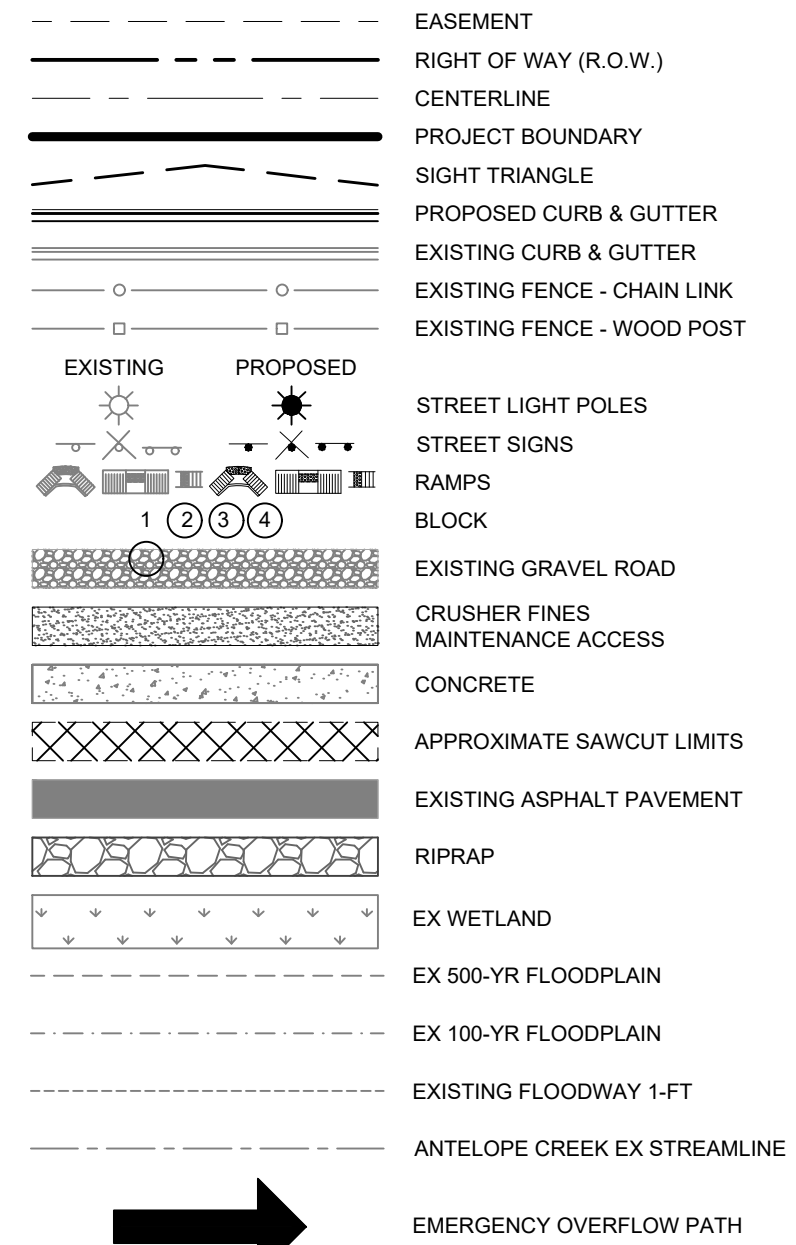 EASEMENT
RIGHT OF WAY (R.O.W.)
CENTERLINE
PROJECT BOUNDARY
SIGHT TRIANGLE
PROPOSED CURB & GUTTER
EXISTING CURB & GUTTER
EXISTING FENCE - CHAIN LINK
EXISTING FENCE - WOOD POST
EXISTING PROPOSED
STREET LIGHT POLES
STREET SIGNS
RAMPS
1 2 3 4 BLOCK
EXISTING GRAVEL ROAD
CRUSHER FINES
MAINTENANCE ACCESS
CONCRETE
APPROXIMATE SAWCUT LIMITS
EXISTING ASPHALT PAVEMENT
RIPRAP
EX WETLAND
EX 500-YR FLOODPLAIN
EX 100-YR FLOODPLAIN
EXISTING FLOODWAY 1-FT
ANTELOPE CREEK EX STREAMLINE
EMERGENCY OVERFLOW PATH